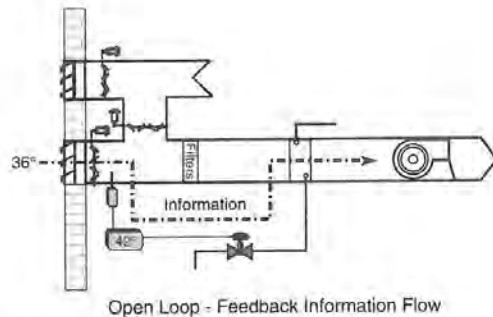 36°
Filters
Information
40°
Open Loop - Feedback Information Flow